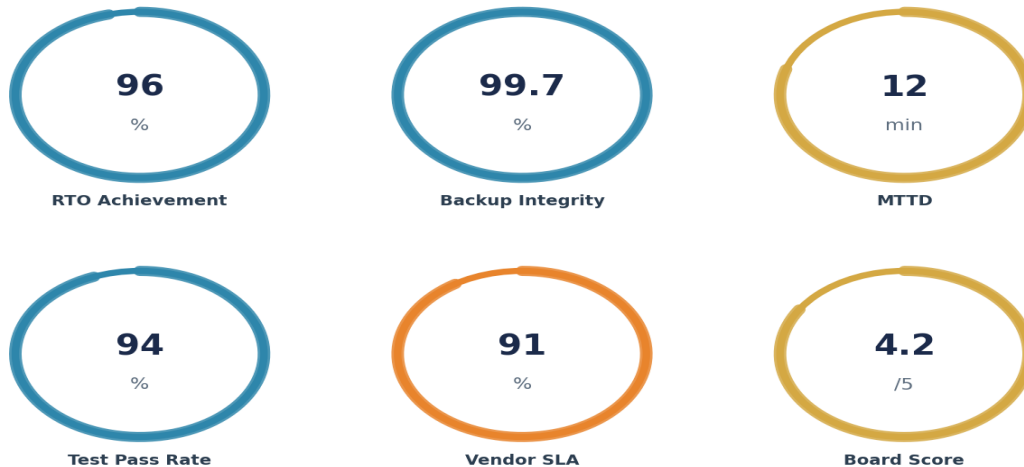 96
%
RTO Achievement
99.7
%
Backup Integrity
12
min
MTTD
94
%
Test Pass Rate
91
%
Vendor SLA
4.2
/5
Board Score